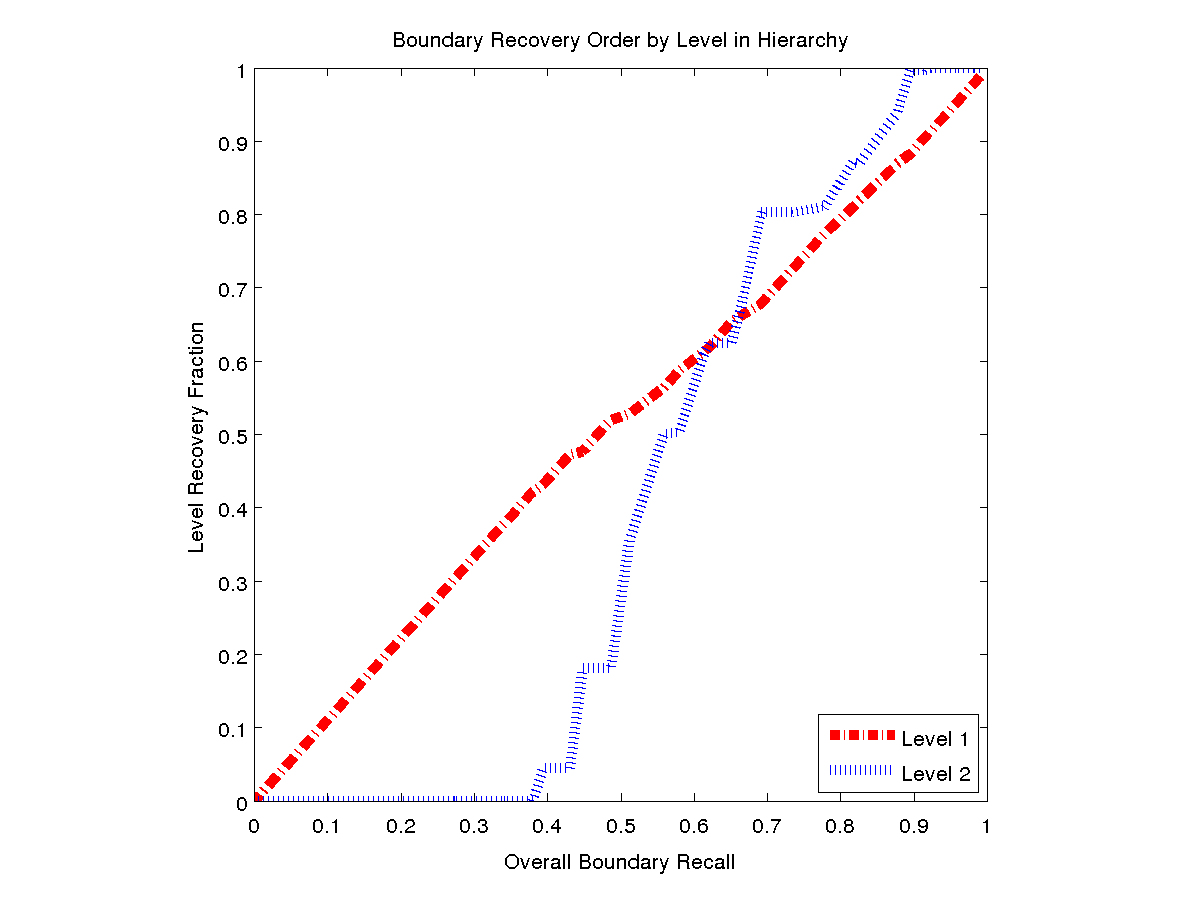 Boundary Recovery Order by Level in Hierarchy
1
0.9
0.8
0.7
0.6
0.5
0.4
0.3
0.2
0.1
0
Level Recovery Fraction
Level 1
Level 2
0 0.1 0.2 0.3 0.4 0.5 0.6 0.7 0.8 0.9 1
Overall Boundary Recall